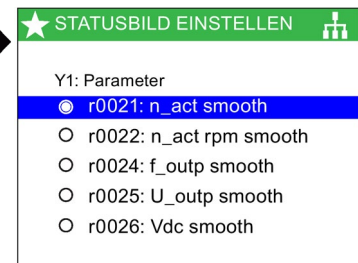 STATUSBILD EINSTELLEN
Y1: Parameter
r0021: n_act smooth
r0022: n_act rpm smooth
r0024: f_outp smooth
r0025: U_outp smooth
r0026: Vdc smooth